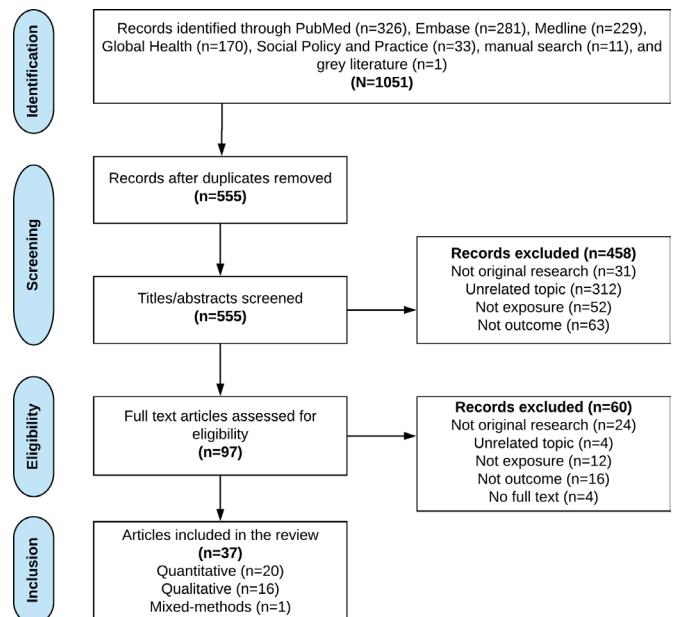 Identification
Records identified through PubMed (n=326), Embase (n=281), Medline (n=229),
Global Health (n=170), Social Policy and Practice (n=33), manual search (n=11), and
grey literature (n=1)
(N=1051)
Screening
Records after duplicates removed
(n=555)
Titles/abstracts screened
(n=555)
Records excluded (n=458)
Not original research (n=31)
Unrelated topic (n=312)
Not exposure (n=52)
Not outcome (n=63)
Eligibility
Full text articles assessed for
eligibility
(n=97)
Records excluded (n=60)
Not original research (n=24)
Unrelated topic (n=4)
Not exposure (n=12)
Not outcome (n=16)
No full text (n=4)
Inclusion
Articles included in the review
(n=37)
Quantitative (n=20)
Qualitative (n=16)
Mixed-methods (n=1)